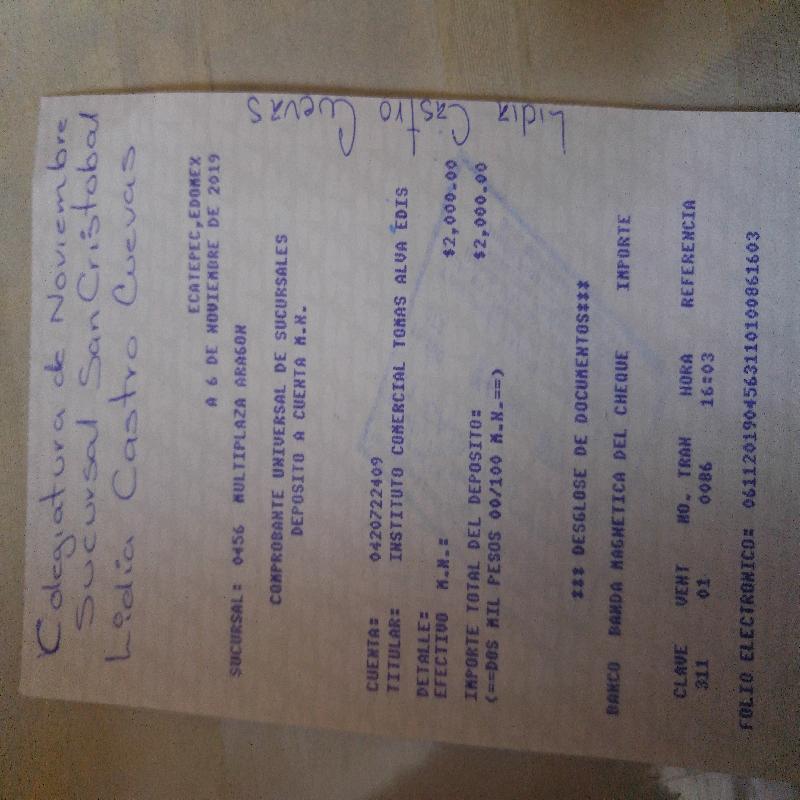 Colegiatura de Noviembre
Sucursal San Cristobal
Lidia Castro Cuevas
ECATEPEC,EDOMEX
A 6 DE NOVIEMBRE DE 2019
SUCURSAL: 0456 MULTIPLAZA ARAGON
COMPROBANTE UNIVERSAL DE SUCURSALES
DEPOSITO A CUENTA M.N.
CUENTA: 0420722409
TITULAR: INSTITUTO COMERCIAL TOMAS ALVA EDIS
DETALLE:
EFECTIVO M.N.: $2,000.00
IMPORTE TOTAL DEL DEPOSITO: $2,000.00
(==DOS MIL PESOS 00/100 M.N.==)
*** DESGLOSE DE DOCUMENTOS***
BANCO BANDA MAGNETICA DEL CHEQUE IMPORTE
CLAVE VENT NO. TRAN HORA REFERENCIA
311 01 0086 16:03
FOLIO ELECTRONICO: 0611201904563110100861603
Lidia Castro Cuevas